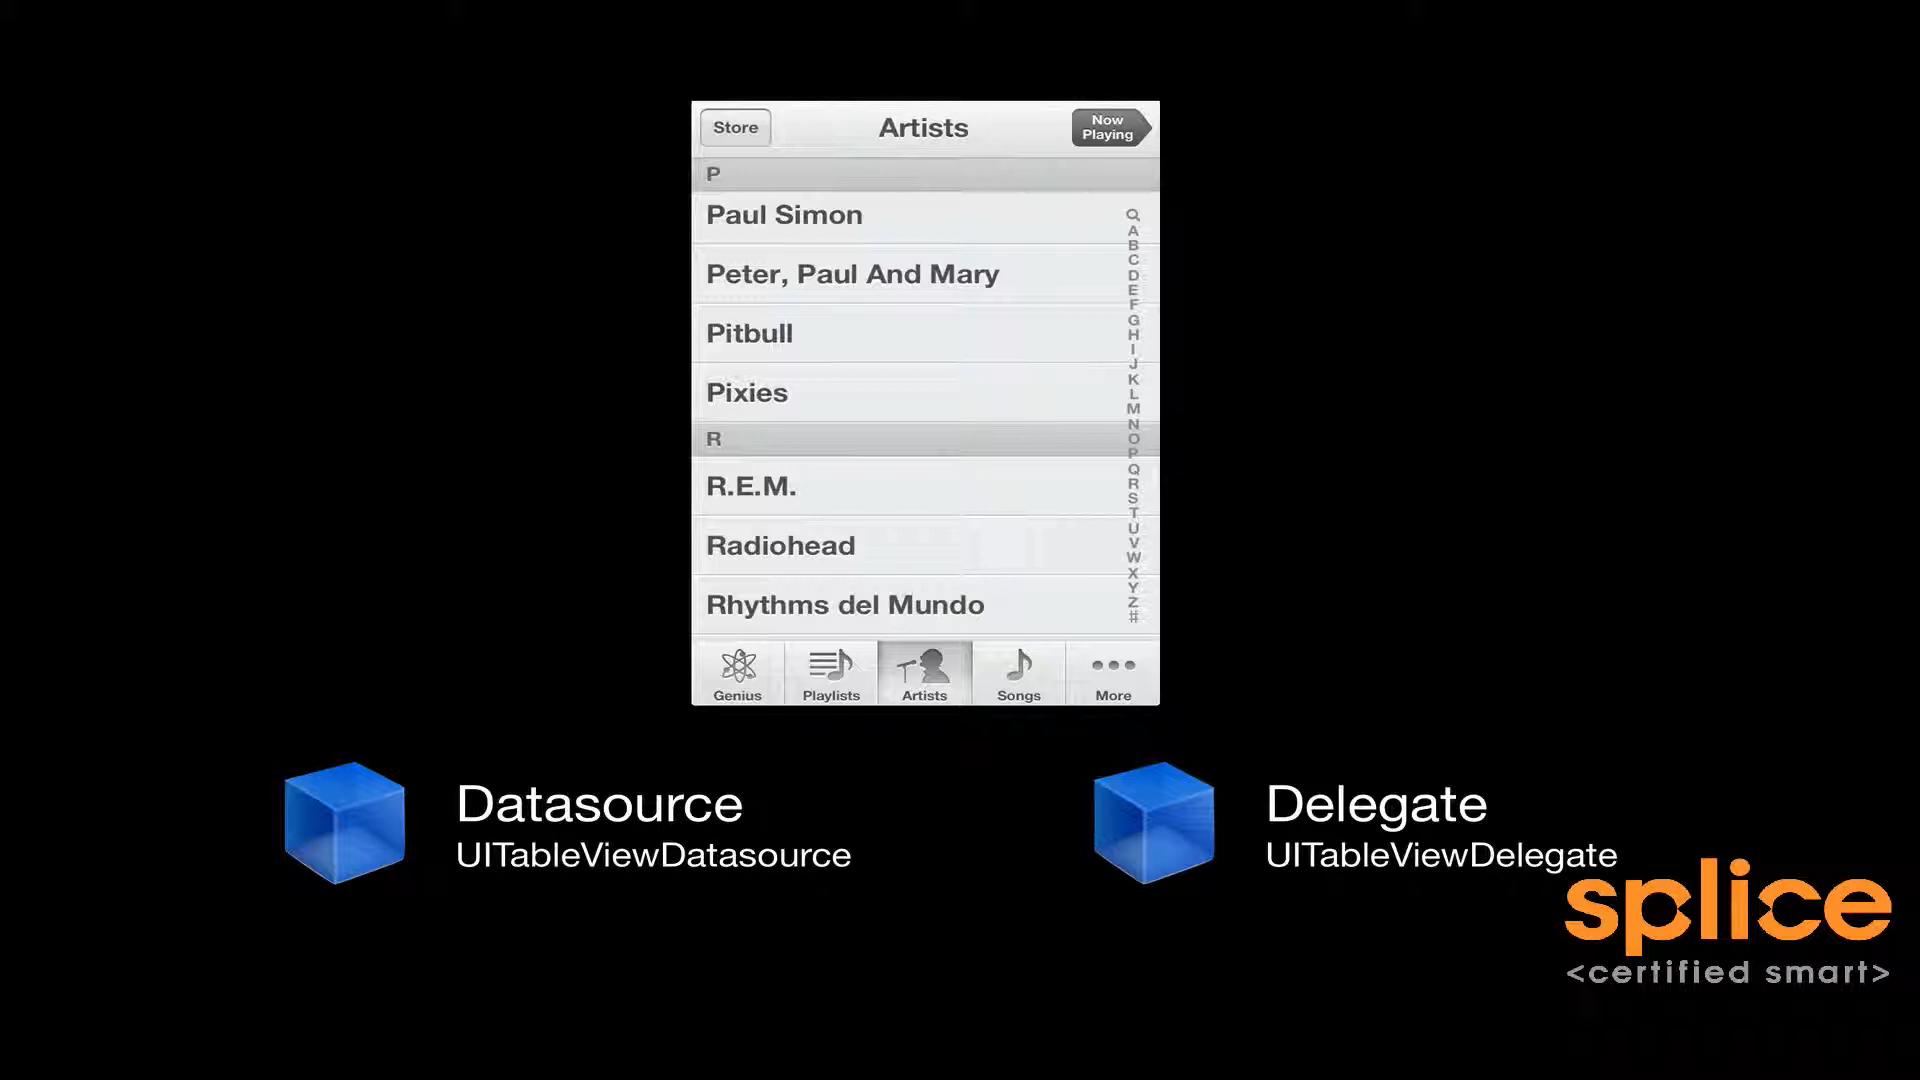 Store
Artists
Now
Playing
P
Paul Simon
Peter, Paul And Mary
Pitbull
Pixies
R
R.E.M.
Radiohead
Rhythms del Mundo
A
B
C
D
E
F
G
H
I
J
K
L
M
N
O
P
Q
R
S
T
U
V
W
X
Y
Z
#
Genius
Playlists
Artists
Songs
More
Datasource
UITableViewDatasource
Delegate
UITableViewDelegate
splice
<certified smart>